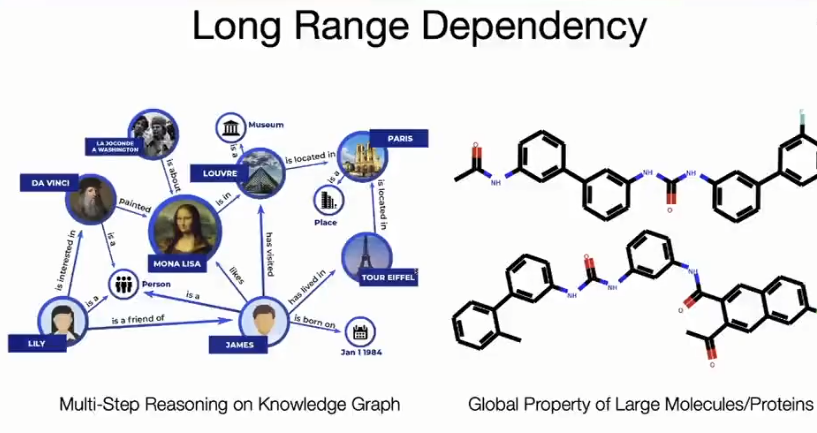 Long Range Dependency
LA JOCONDE
A WASHINGTON
Museum
PARIS
is a
LOUVRE
is located in
is about
DA VINCI
painted
is in
is a
Place
is located in
is a
MONA LISA
is interested in
has visited
TOUR EIFFEL
Person
likes
has lived in
is a
is a
is a friend of
is born on
LILY
JAMES
Jan 1 1984
O
NH
NH
NH
O
F
O
NH
NH
NH
O
O
Multi-Step Reasoning on Knowledge Graph
Global Property of Large Molecules/Proteins